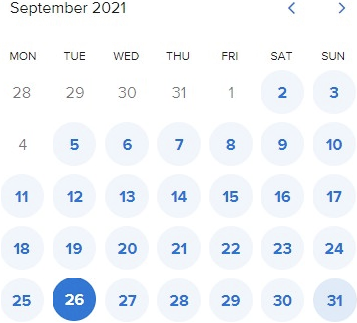 September 2021
MON TUE WED THU FRI SAT SUN
28 29 30 31 1 2 3
4 5 6 7 8 9 10
11 12 13 14 15 16 17
18 19 20 21 22 23 24
25 26 27 28 29 30 31